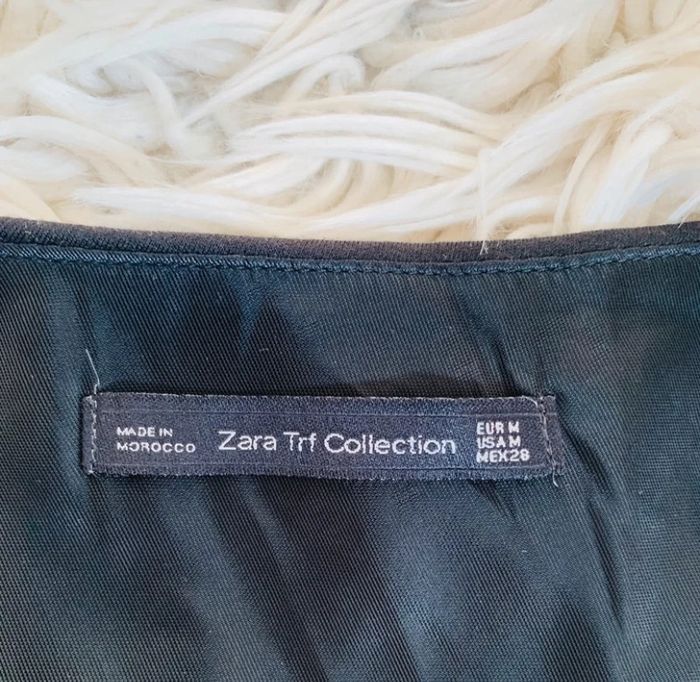 MADE IN
MOROCCO
Zara Trf Collection
EUR M
USA M
MEX 28